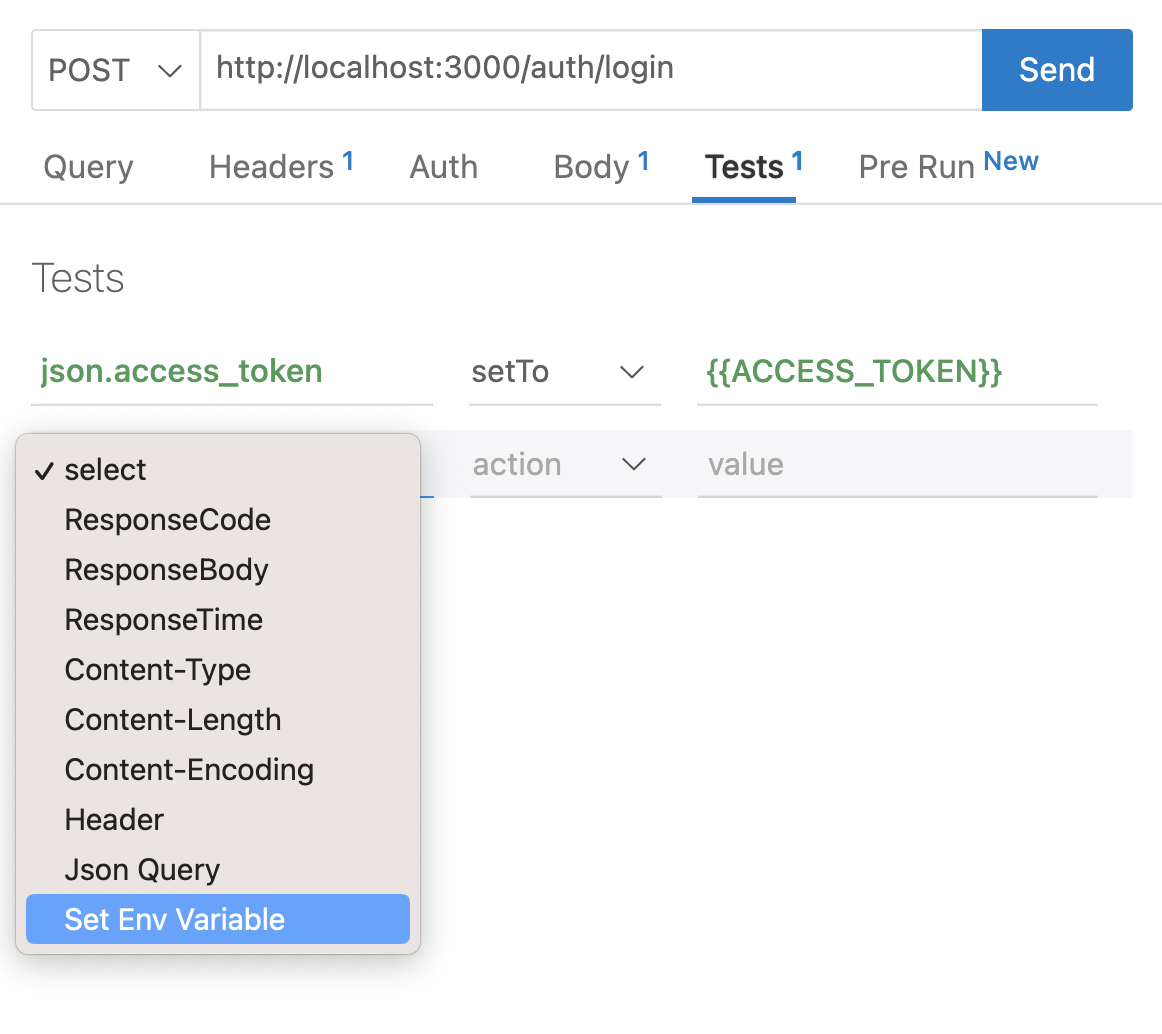 POST http://localhost:3000/auth/login Send
Query Headers 1 Auth Body 1 Tests 1 Pre Run New
Tests
json.access_token setTo {{ACCESS_TOKEN}}
action value
✓ select
ResponseCode
ResponseBody
ResponseTime
Content-Type
Content-Length
Content-Encoding
Header
Json Query
Set Env Variable